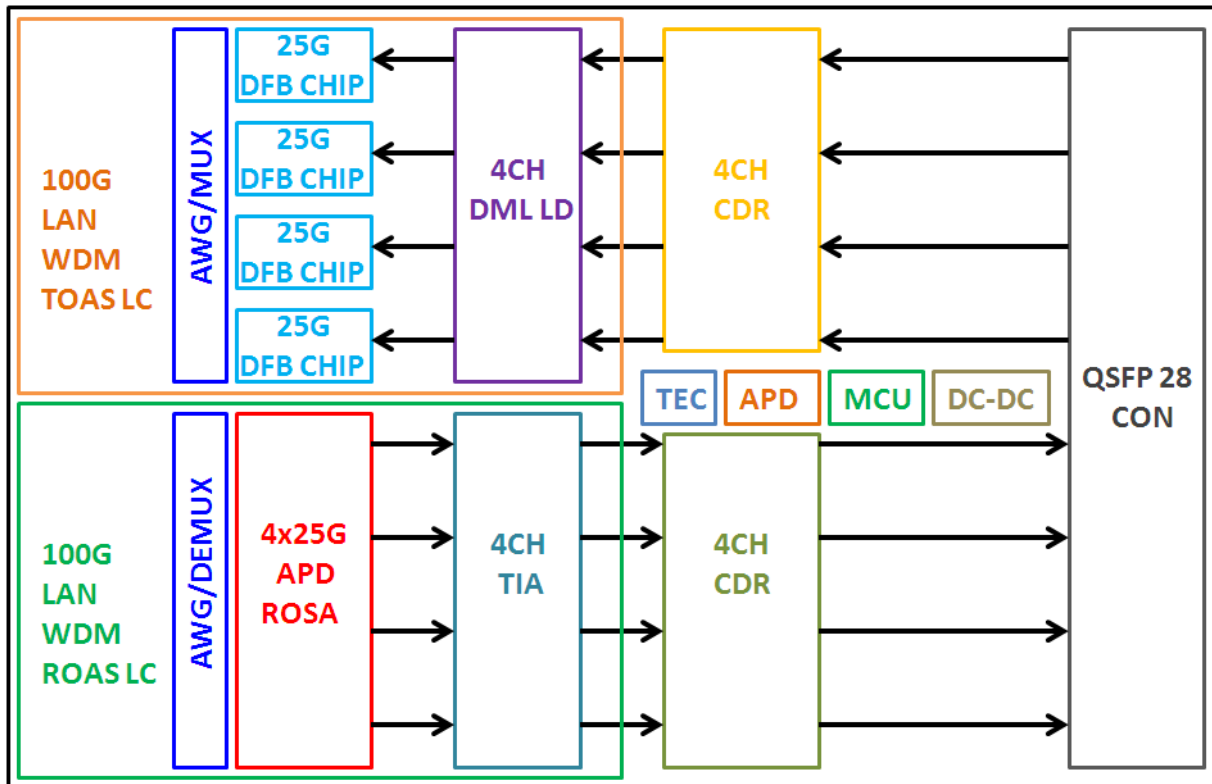 100G
LAN
WDM
TOAS LC
AWG/MUX
25G
DFB CHIP
25G
DFB CHIP
25G
DFB CHIP
25G
DFB CHIP
4CH
DML LD
4CH
CDR
QSFP 28
CON
TEC
APD
MCU
DC-DC
100G
LAN
WDM
ROAS LC
AWG/DEMUX
4x25G
APD
ROSA
4CH
TIA
4CH
CDR